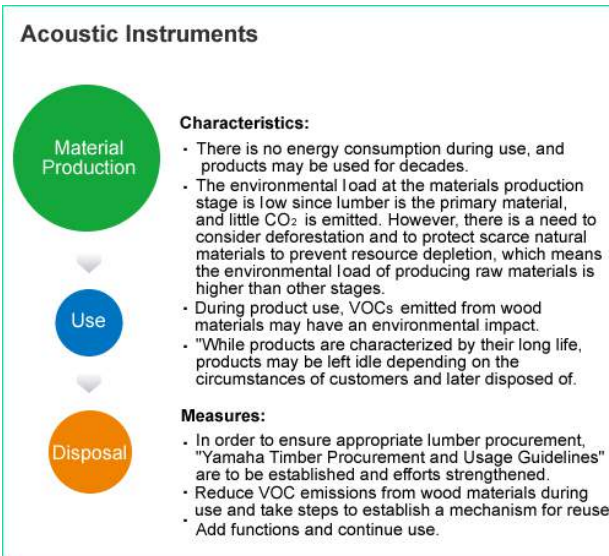 Acoustic Instruments
Material
Production
Use
Disposal
Characteristics:
· There is no energy consumption during use, and
products may be used for decades.
· The environmental load at the materials production
stage is low since lumber is the primary material,
and little CO₂ is emitted. However, there is a need to
consider deforestation and to protect scarce natural
materials to prevent resource depletion, which means
the environmental load of producing raw materials is
higher than other stages.
· During product use, VOCs emitted from wood
materials may have an environmental impact.
· "While products are characterized by their long life,
products may be left idle depending on the
circumstances of customers and later disposed of.
Measures:
· In order to ensure appropriate lumber procurement,
"Yamaha Timber Procurement and Usage Guidelines"
are to be established and efforts strengthened.
· Reduce VOC emissions from wood materials during
use and take steps to establish a mechanism for reuse
· Add functions and continue use.